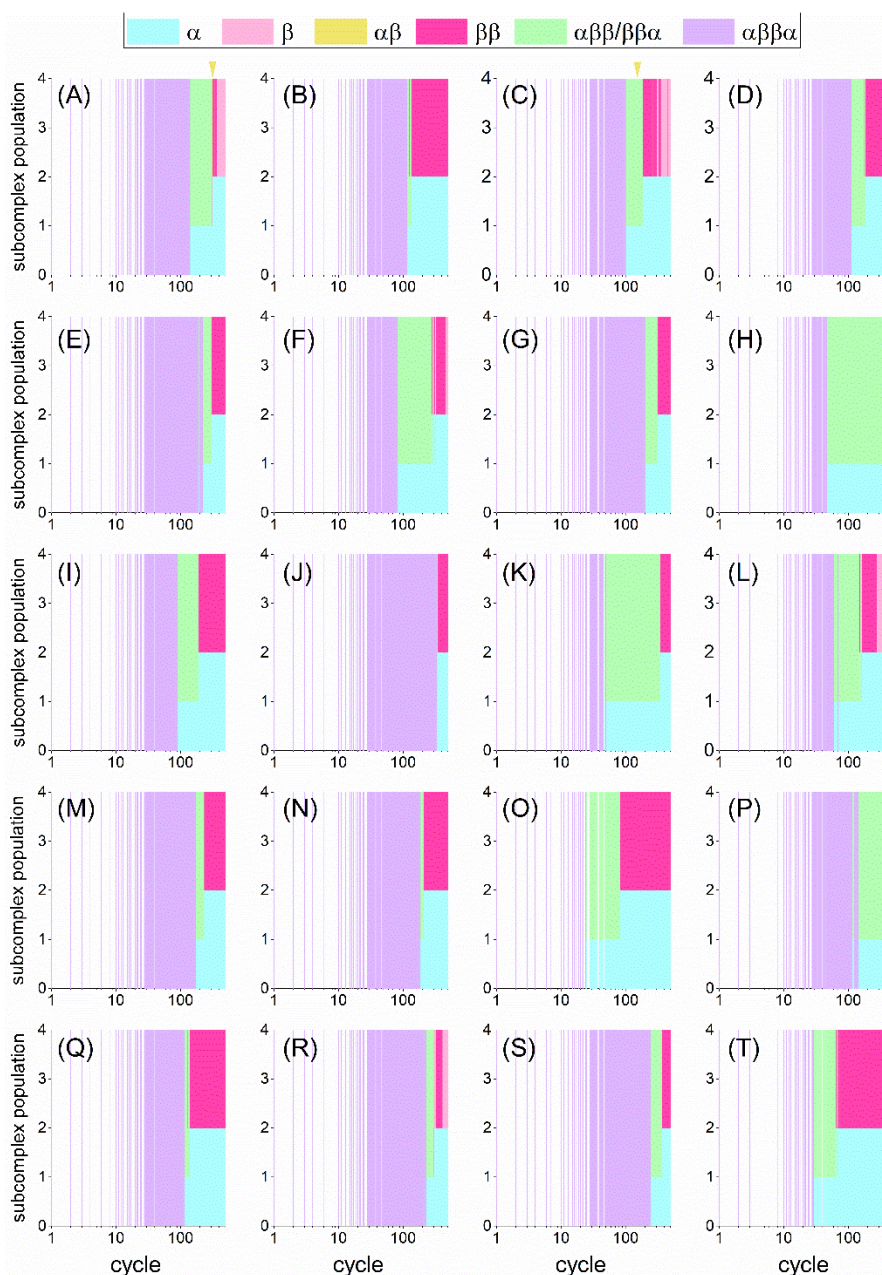 α β αβ ββ αββ/ββα αββα
(A) (B) (C) (D)
subcomplex population
4
3
2
1
0
1 10 100 1 10 100 1 10 100 1 10 100
(E) (F) (G) (H)
subcomplex population
4
3
2
1
0
1 10 100 1 10 100 1 10 100 1 10 100
(I) (J) (K) (L)
subcomplex population
4
3
2
1
0
1 10 100 1 10 100 1 10 100 1 10 100
(M) (N) (O) (P)
subcomplex population
4
3
2
1
0
1 10 100 1 10 100 1 10 100 1 10 100
(Q) (R) (S) (T)
subcomplex population
4
3
2
1
0
1 10 100 1 10 100 1 10 100 1 10 100
cycle cycle cycle cycle